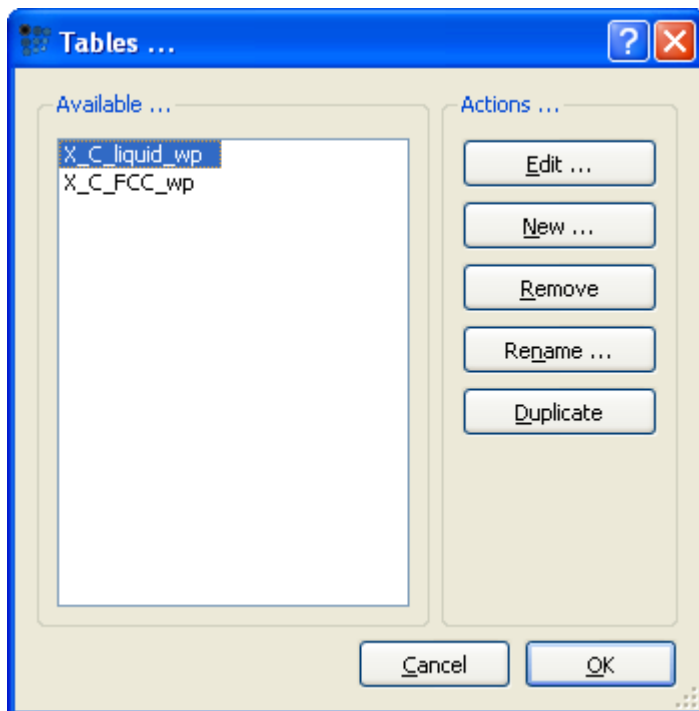 Tables ...
Available ...
X_C_liquid_wp
X_C_FCC_wp
Actions ...
Edit ...
New ...
Remove
Rename ...
Duplicate
Cancel
OK